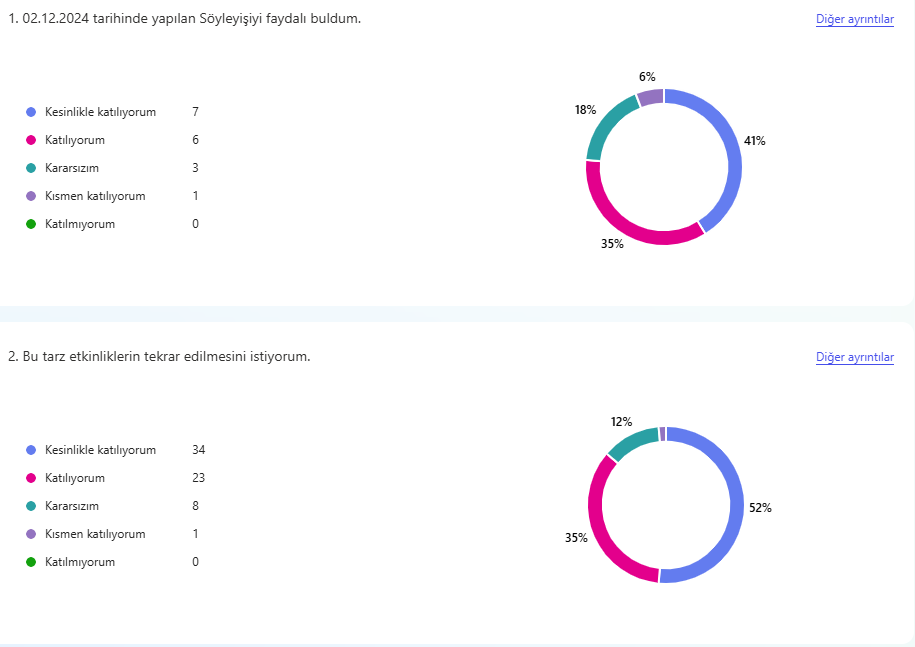 1. 02.12.2024 tarihinde yapılan Söyleyişiyi faydalı buldum.
Diğer ayrıntılar
Kesinlikle katılıyorum 7
Katılıyorum 6
Kararsızım 3
Kısmen katılıyorum 1
Katılmıyorum 0
6%
18%
41%
35%
2. Bu tarz etkinliklerin tekrar edilmesini istiyorum.
Diğer ayrıntılar
Kesinlikle katılıyorum 34
Katılıyorum 23
Kararsızım 8
Kısmen katılıyorum 1
Katılmıyorum 0
12%
52%
35%